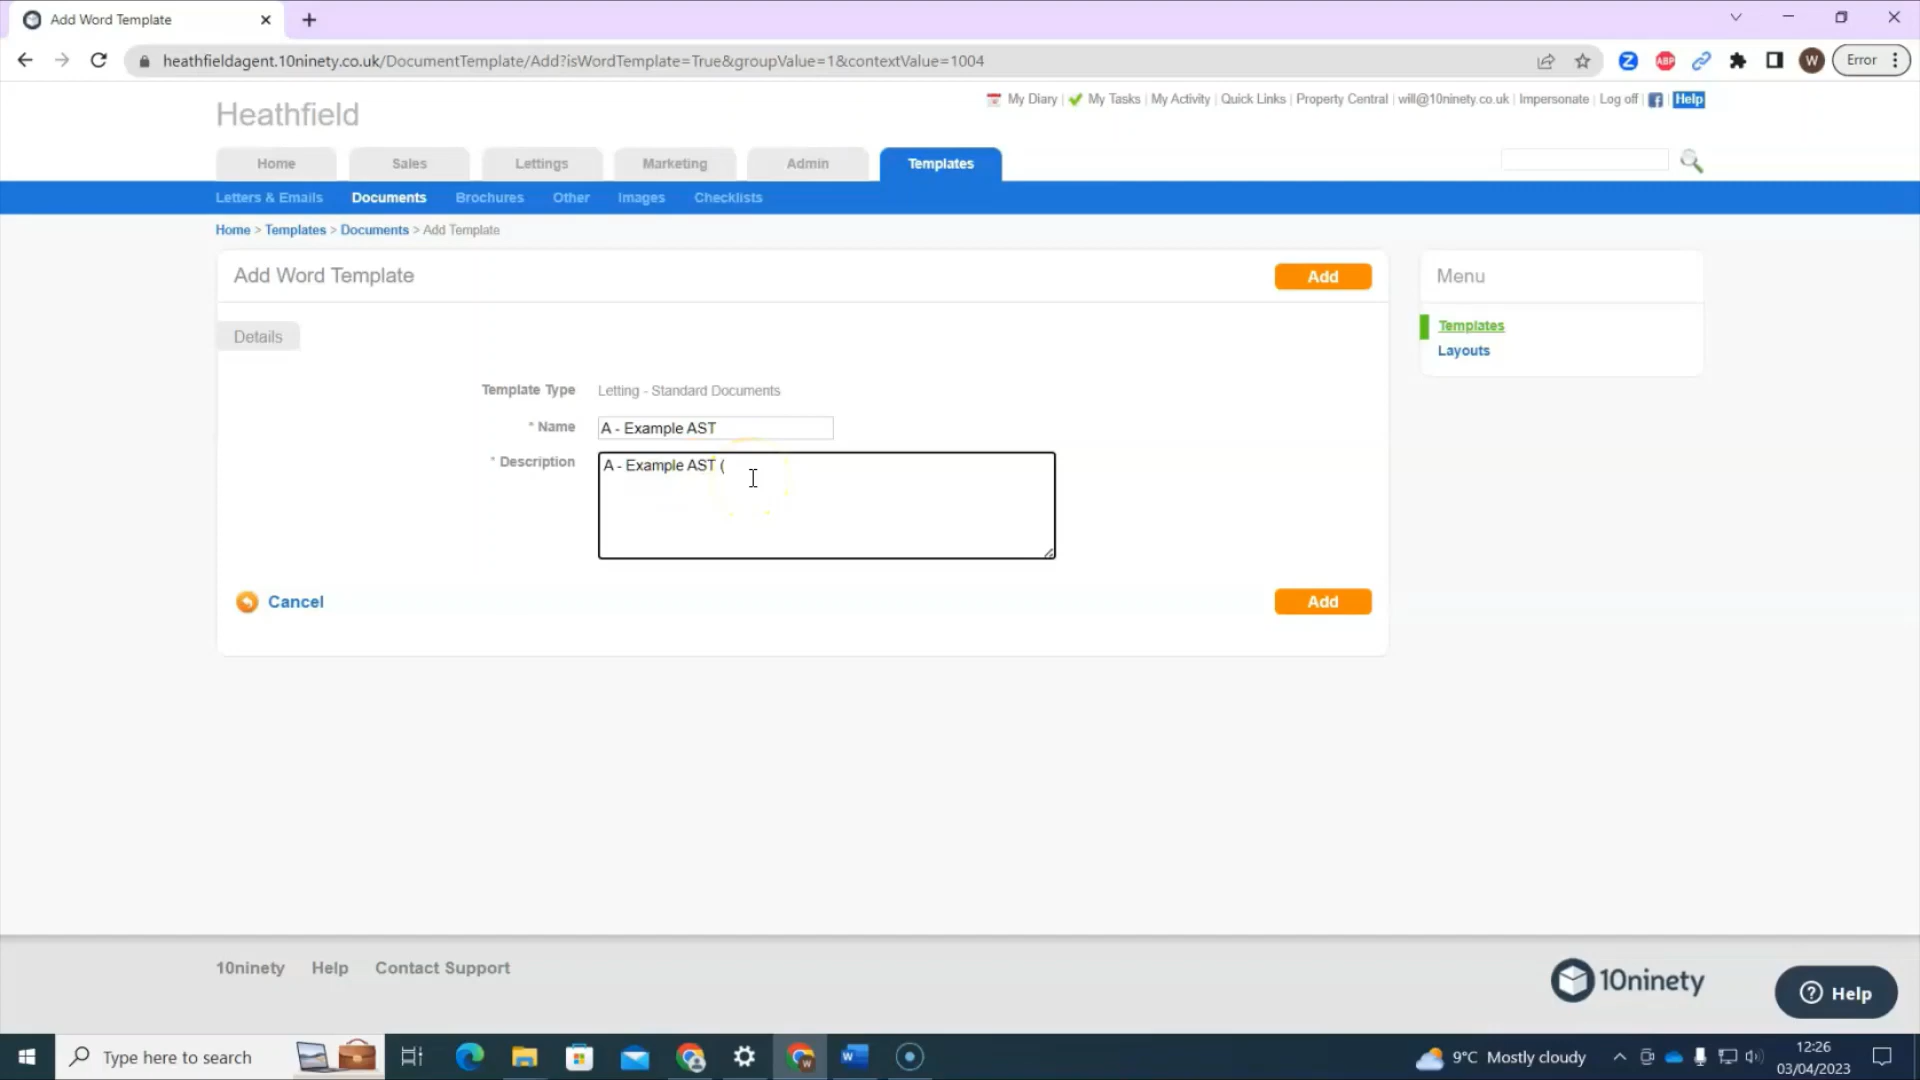 Add Word Template
heathfieldagent.10ninety.co.uk/DocumentTemplate/Add?isWordTemplate=True&groupValue=1&contextValue=1004
Z
ABP
W
Error
Heathfield
My Diary | My Tasks | My Activity | Quick Links | Property Central | will@10ninety.co.uk | Impersonate | Log off | Help
Home
Sales
Lettings
Marketing
Admin
Templates
Letters & Emails
Documents
Brochures
Other
Images
Checklists
Home > Templates > Documents > Add Template
Add Word Template
Add
Menu
Details
Templates
Layouts
Template Type Letting - Standard Documents
* Name A - Example AST
* Description A - Example AST (
Cancel
Add
10ninety
Help
Contact Support
10ninety
? Help
Type here to search
9°C Mostly cloudy
12:26
03/04/2023